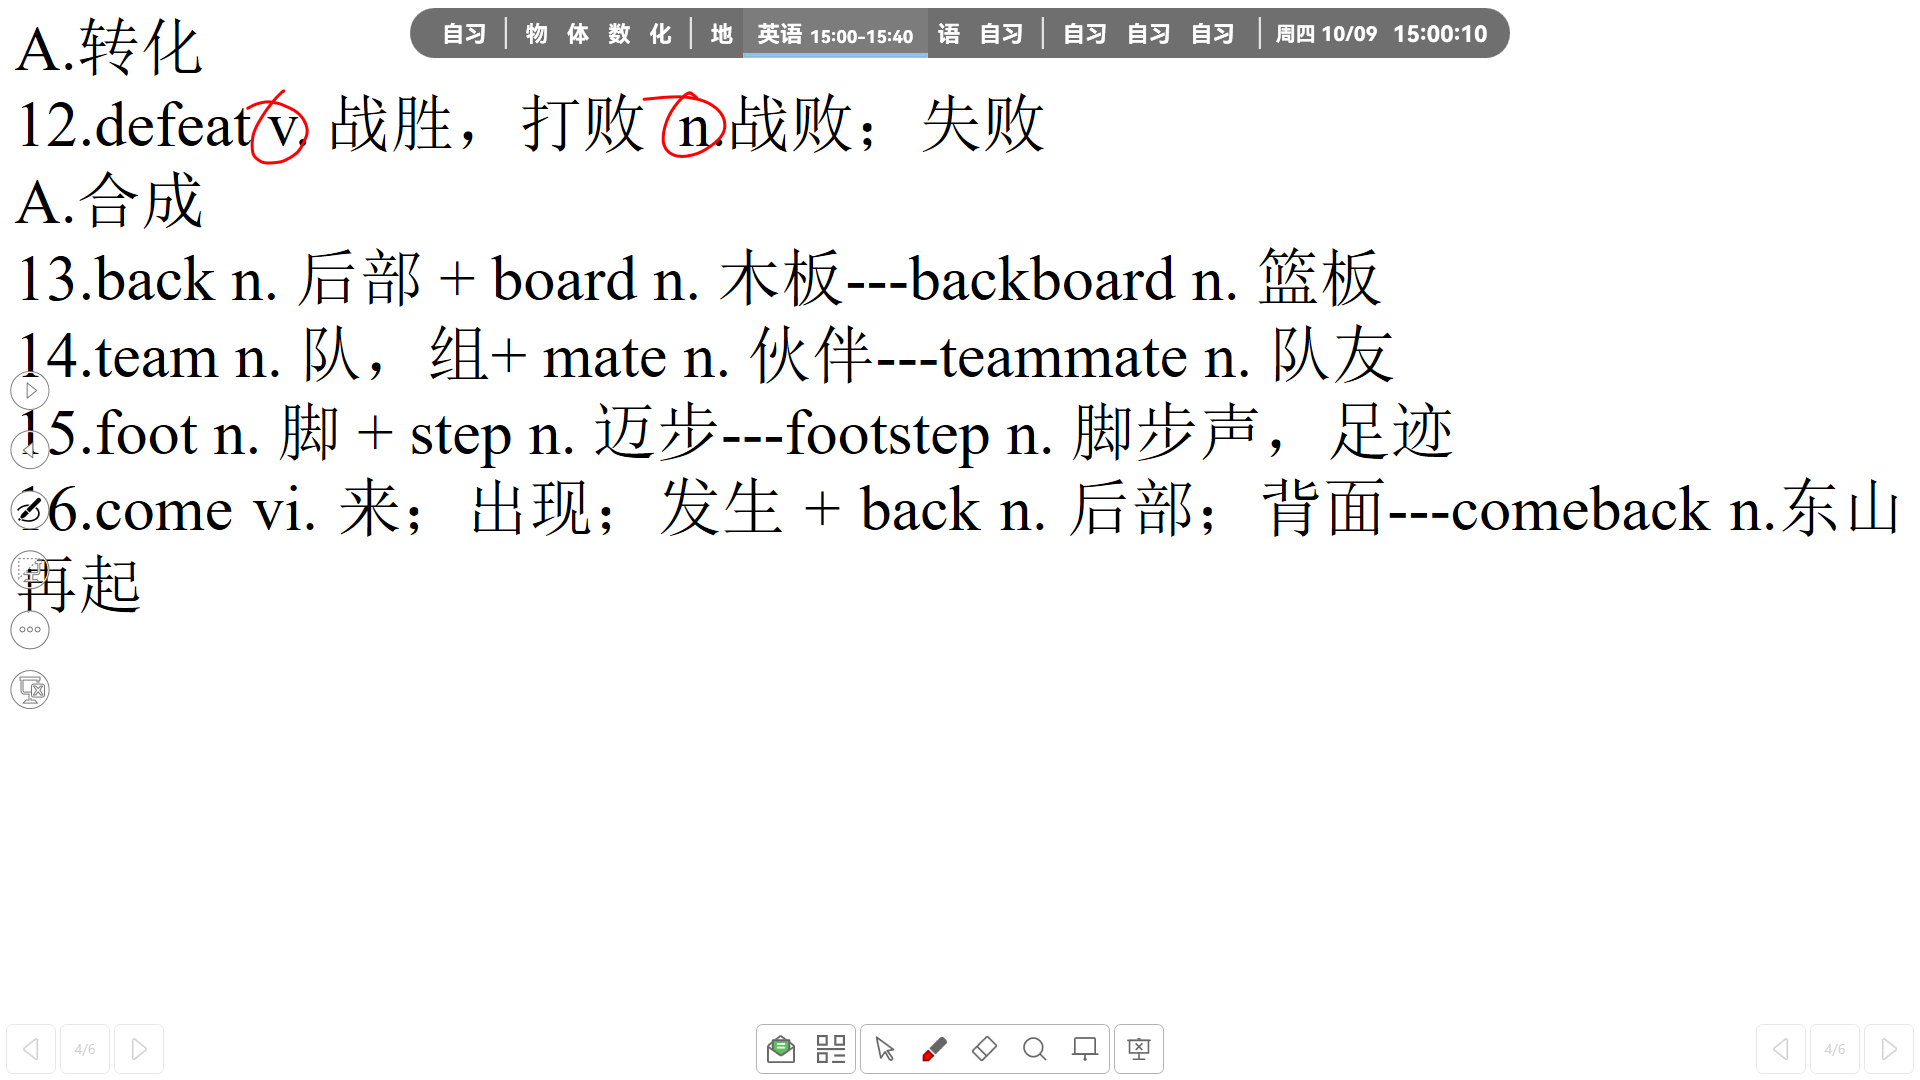 自习 | 物 体 数 化 | 地 英语 15:00-15:40 语 自习 | 自习 自习 自习 | 周四 10/09 15:00:10
A.转化
12.defeat v. 战胜，打败 n.战败；失败
A.合成
13.back n. 后部 + board n. 木板---backboard n. 篮板
14.team n. 队，组+ mate n. 伙伴---teammate n. 队友
15.foot n. 脚 + step n. 迈步---footstep n. 脚步声，足迹
16.come vi. 来；出现；发生 + back n. 后部；背面---comeback n.东山
再起
4/6
4/6